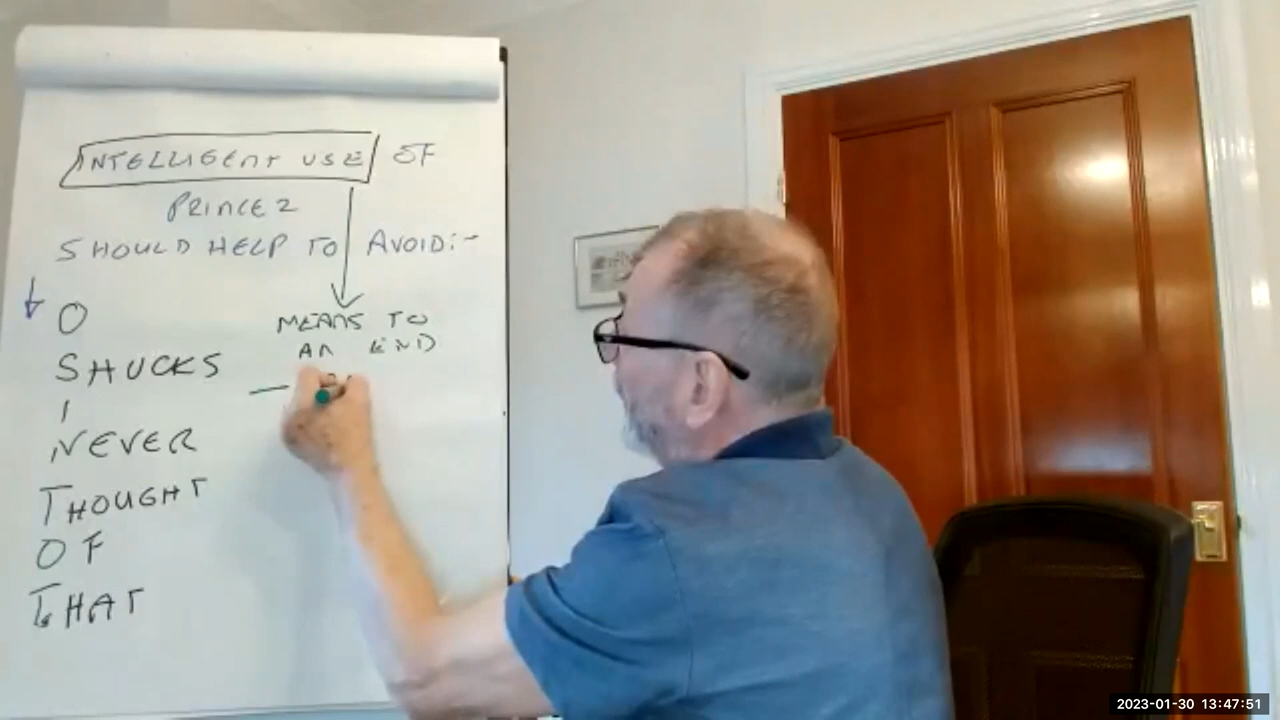 INTELLIGENT USE OF
PRINCE 2
SHOULD HELP TO AVOID:-
O
SHUCKS
I
NEVER
THOUGHT
OF
THAT
MEANS TO
AN END
2023-01-30 13:47:51